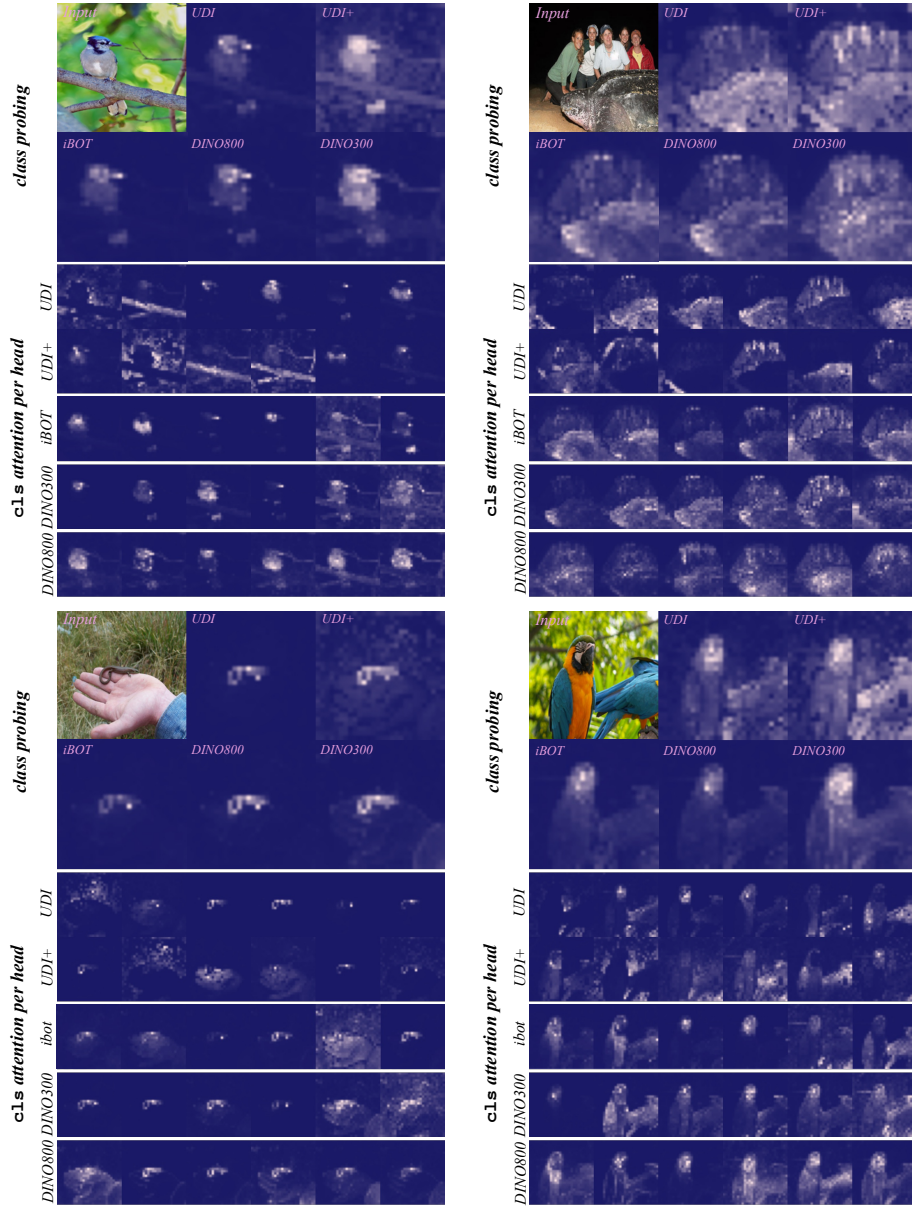 class probing
Input UDI UDI+
iBOT DINO800 DINO300
cls attention per head
UDI
UDI+
iBOT
DINO300
DINO800
class probing
Input UDI UDI+
iBOT DINO800 DINO300
cls attention per head
UDI
UDI+
iBOT
DINO300
DINO800
class probing
Input UDI UDI+
iBOT DINO800 DINO300
cls attention per head
UDI
UDI+
ibot
DINO300
DINO800
class probing
Input UDI UDI+
iBOT DINO800 DINO300
cls attention per head
UDI
UDI+
ibot
DINO300
DINO800